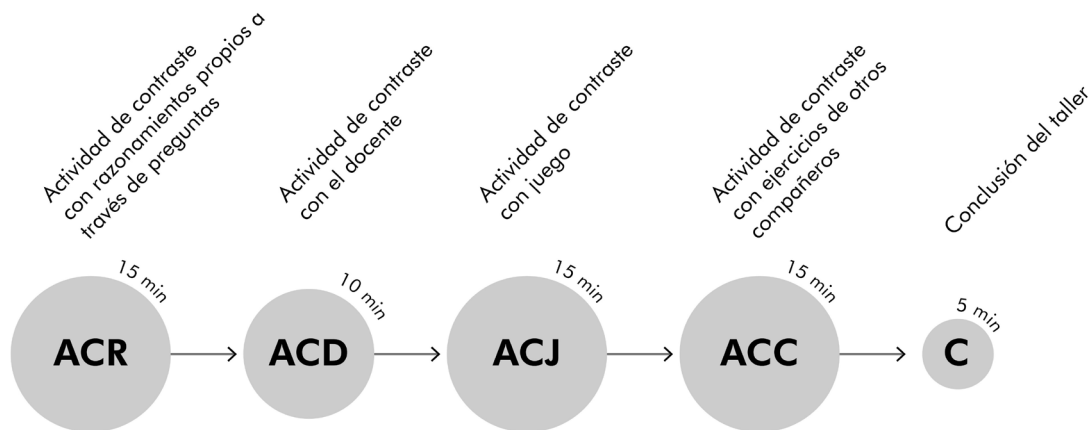 Actividad de contraste
con razonamientos propios a
través de preguntas
Actividad de contraste
con el docente
Actividad de contraste
con juego
Actividad de contraste
con ejercicios de otros
compañeros
Conclusión del taller
15 min
10 min
15 min
15 min
5 min
ACR
ACD
ACJ
ACC
C